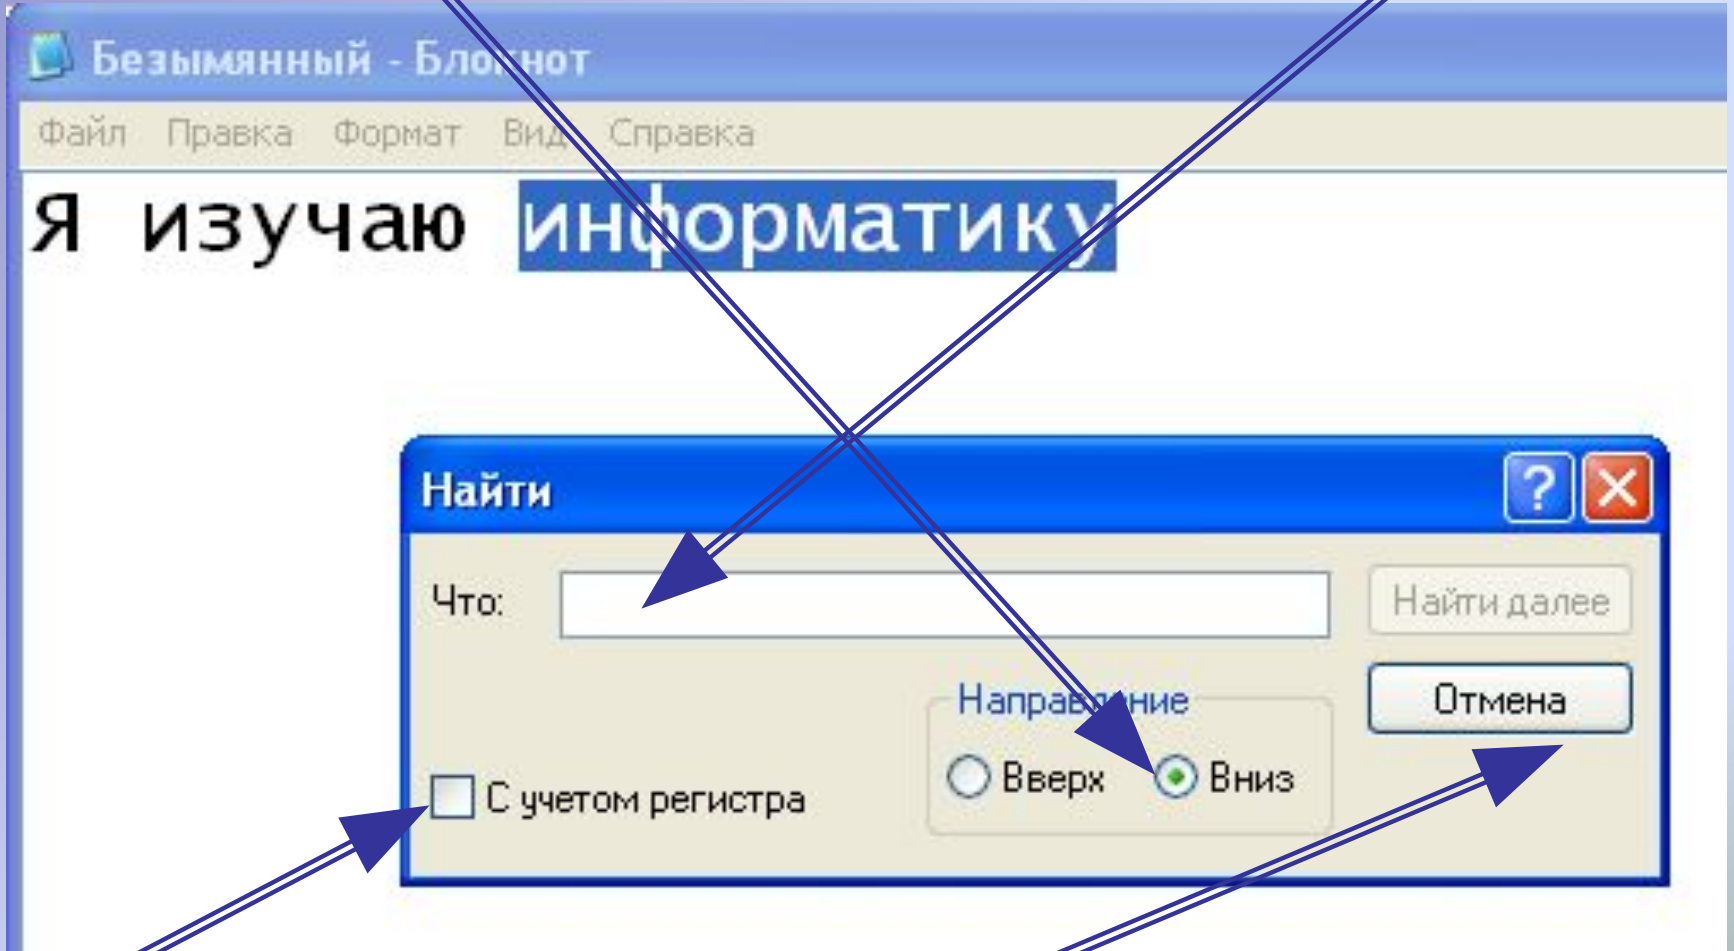 Безымянный - Блокнот
Файл Правка Формат Вид Справка
Я изучаю информатику
Найти
Что:
Найти далее
Направление
Отмена
С учетом регистра
Вверх Вниз